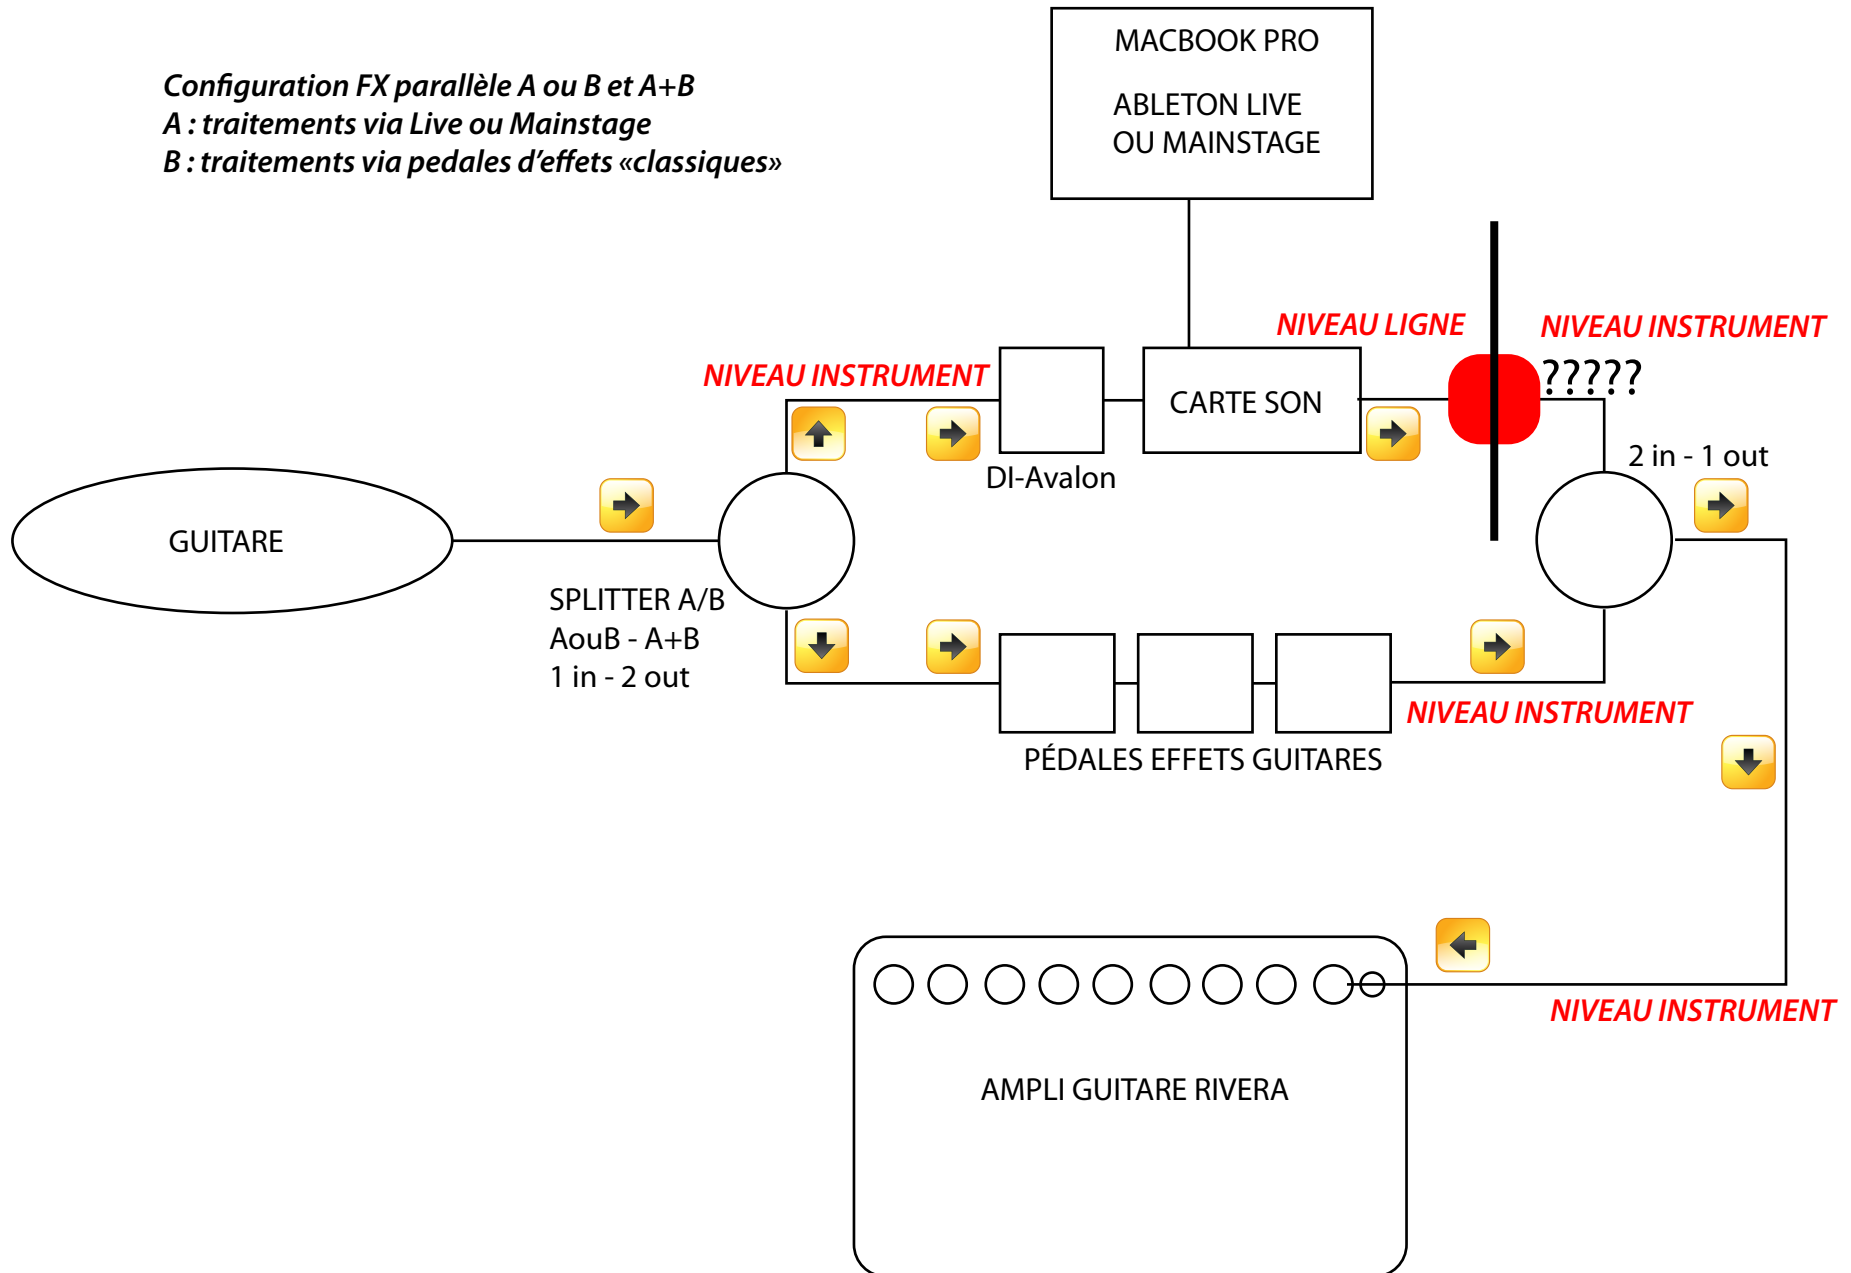 Configuration FX parallèle A ou B et A+B
A : traitements via Live ou Mainstage
B : traitements via pedales d'effets «classiques»
MACBOOK PRO
ABLETON LIVE
OU MAINSTAGE
NIVEAU LIGNE
NIVEAU INSTRUMENT
?????
NIVEAU INSTRUMENT
CARTE SON
DI-Avalon
2 in - 1 out
GUITARE
SPLITTER A/B
AouB - A+B
1 in - 2 out
NIVEAU INSTRUMENT
PÉDALES EFFETS GUITARES
NIVEAU INSTRUMENT
AMPLI GUITARE RIVERA